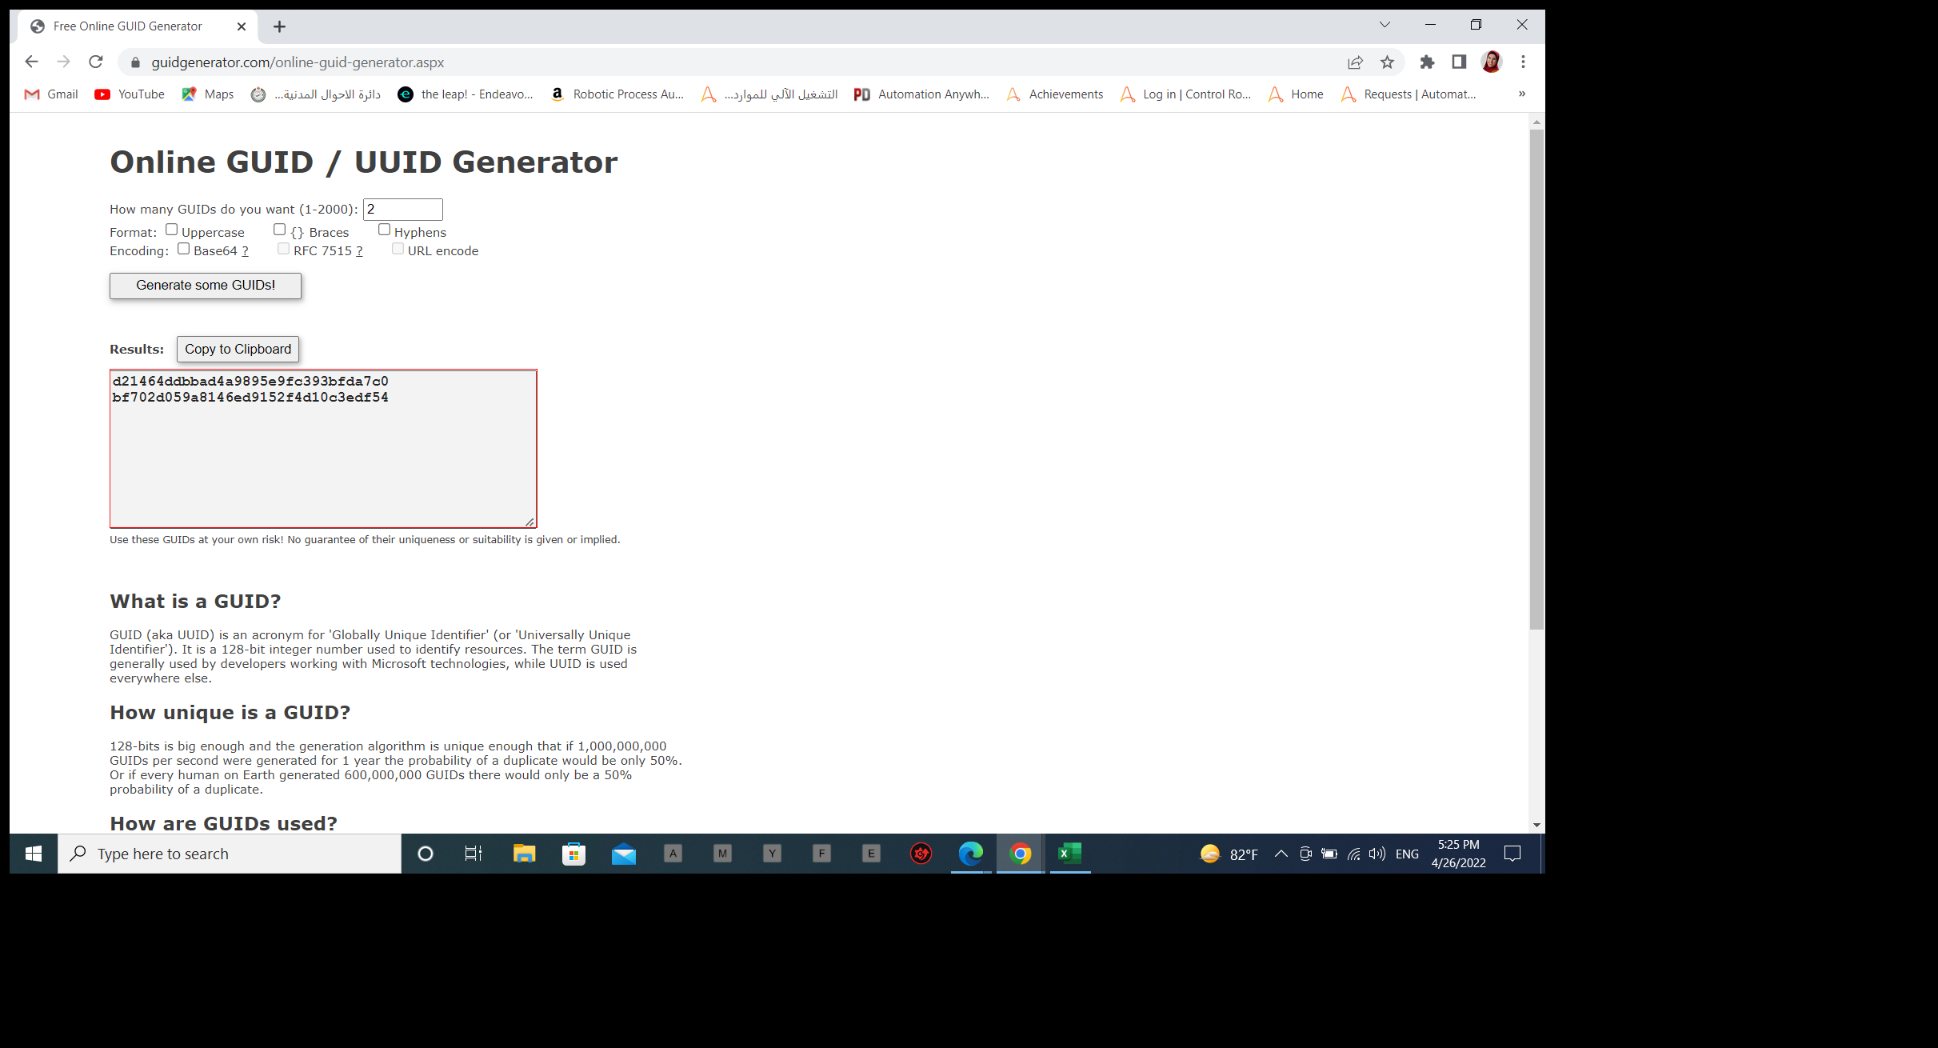 Free Online GUID Generator
guidgenerator.com/online-guid-generator.aspx
Gmail YouTube Maps دائرة الاحوال المدنية... the leap! - Endeavo... Robotic Process Au... التشغيل الآلي للموارد... Automation Anywh... Achievements Log in | Control Ro... Home Requests | Automat... »
Online GUID / UUID Generator
How many GUIDs do you want (1-2000): 2
Format: Uppercase {} Braces Hyphens
Encoding: Base64 ? RFC 7515 ? URL encode
Generate some GUIDs!
Results: Copy to Clipboard
d21464ddbbad4a9895e9fc393bfda7c0
bf702d059a8146ed9152f4d10c3edf54
Use these GUIDs at your own risk! No guarantee of their uniqueness or suitability is given or implied.
What is a GUID?
GUID (aka UUID) is an acronym for 'Globally Unique Identifier' (or 'Universally Unique
Identifier'). It is a 128-bit integer number used to identify resources. The term GUID is
generally used by developers working with Microsoft technologies, while UUID is used
everywhere else.
How unique is a GUID?
128-bits is big enough and the generation algorithm is unique enough that if 1,000,000,000
GUIDs per second were generated for 1 year the probability of a duplicate would be only 50%.
Or if every human on Earth generated 600,000,000 GUIDs there would only be a 50%
probability of a duplicate.
How are GUIDs used?
Type here to search A M Y F E 82°F ENG 5:25 PM
4/26/2022